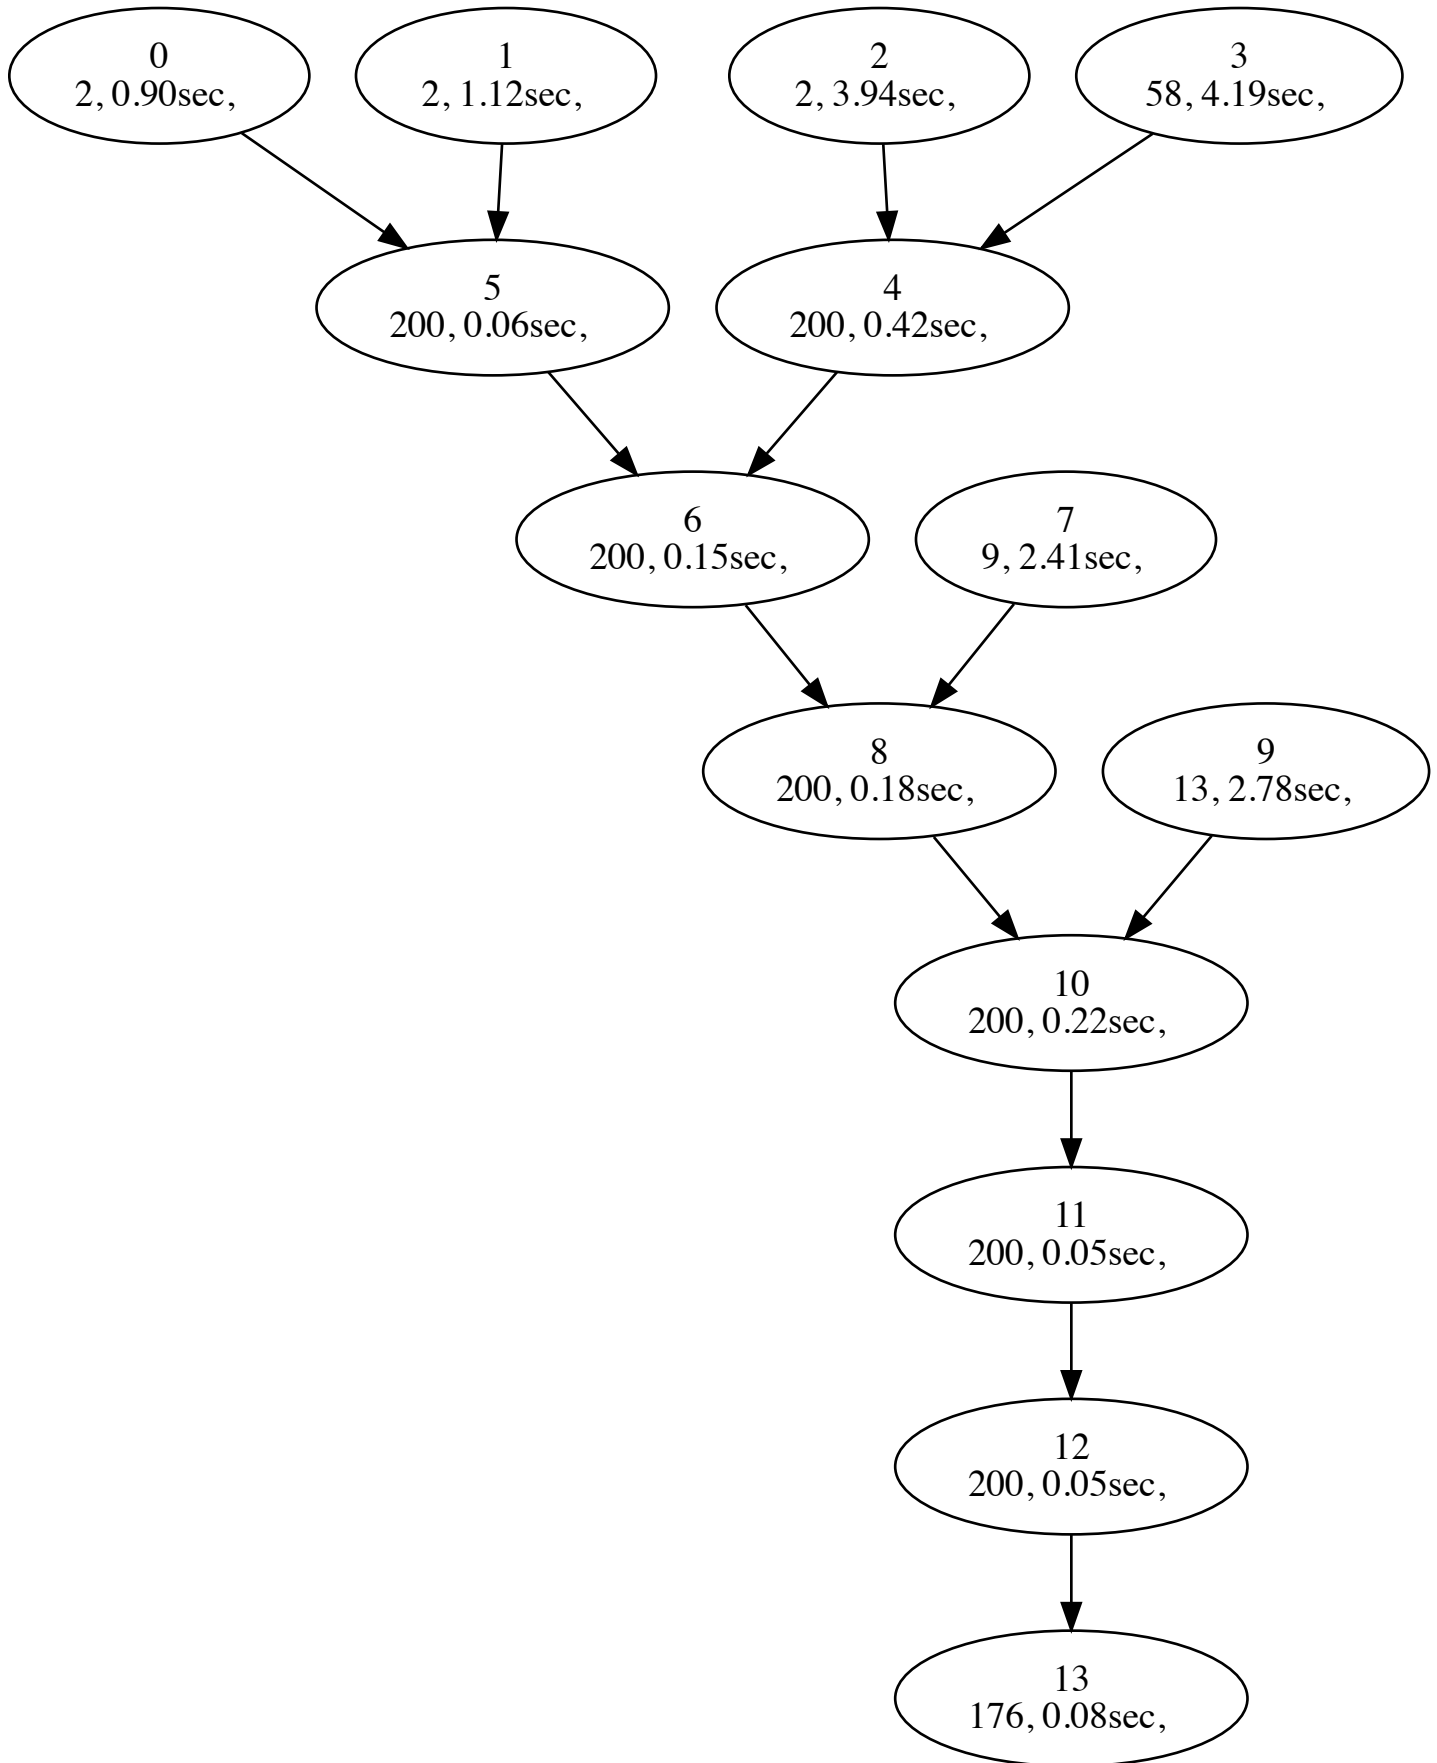 0
2, 0.90sec,
1
2, 1.12sec,
2
2, 3.94sec,
3
58, 4.19sec,
5
200, 0.06sec,
4
200, 0.42sec,
6
200, 0.15sec,
7
9, 2.41sec,
8
200, 0.18sec,
9
13, 2.78sec,
10
200, 0.22sec,
11
200, 0.05sec,
12
200, 0.05sec,
13
176, 0.08sec,